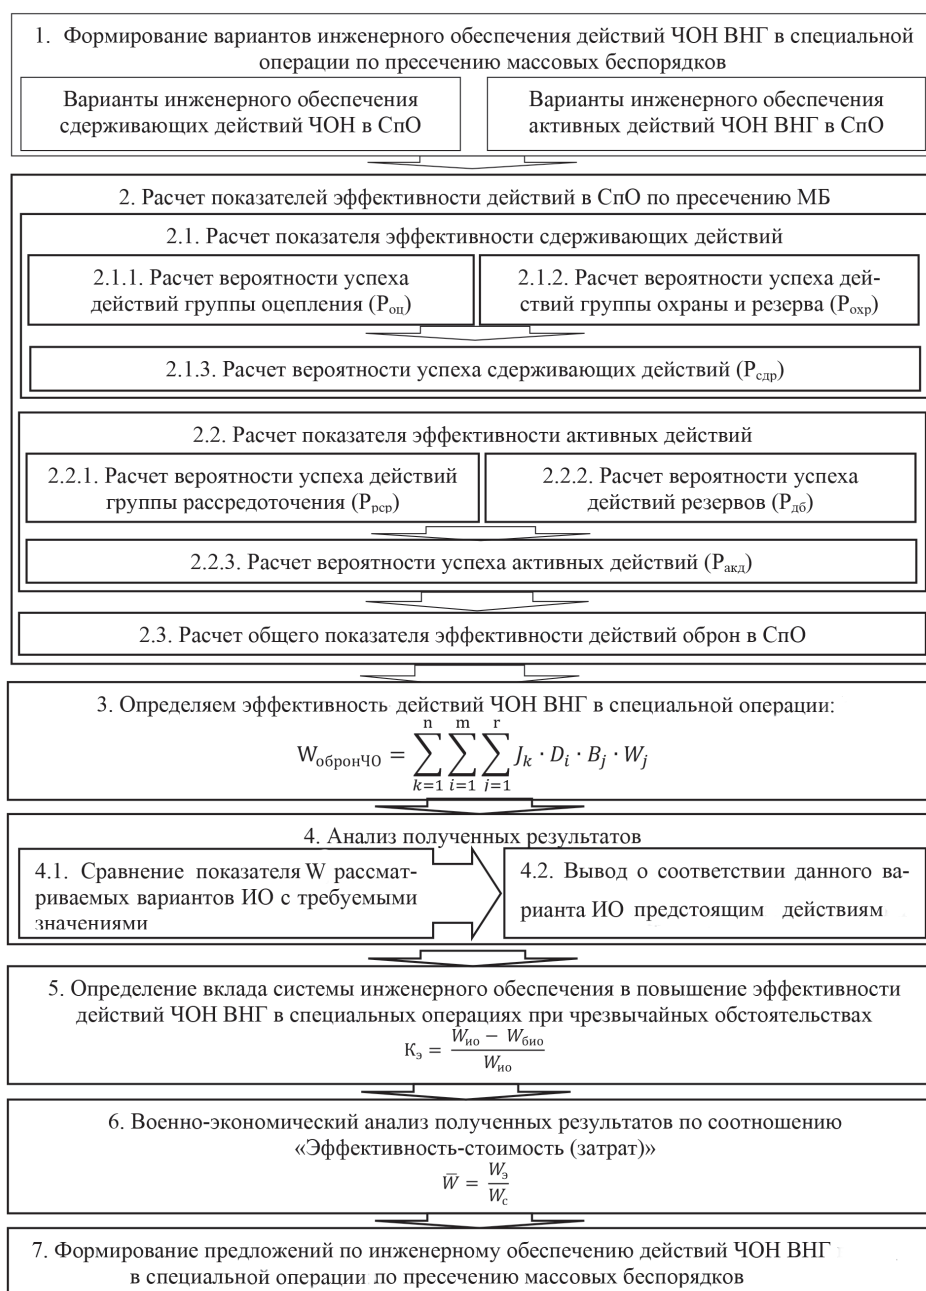 1. Формирование вариантов инженерного обеспечения действий ЧОН ВНГ в специальной
операции по пресечению массовых беспорядков
Варианты инженерного обеспечения
сдерживающих действий ЧОН в СпО
Варианты инженерного обеспечения
активных действий ЧОН ВНГ в СпО
2. Расчет показателей эффективности действий в СпО по пресечению МБ
2.1. Расчет показателя эффективности сдерживающих действий
2.1.1. Расчет вероятности успеха
действий группы оцепления (Pоц)
2.1.2. Расчет вероятности успеха дей-
ствий группы охраны и резерва (Pохр)
2.1.3. Расчет вероятности успеха сдерживающих действий (Pсдр)
2.2. Расчет показателя эффективности активных действий
2.2.1. Расчет вероятности успеха действий
группы рассредоточения (Pрср)
2.2.2. Расчет вероятности успеха
действий резервов (Pдб)
2.2.3. Расчет вероятности успеха активных действий (Pакд)
2.3. Расчет общего показателя эффективности действий оброн в СпО
3. Определяем эффективность действий ЧОН ВНГ в специальной операции:
WобронЧО = ∑ₖ₌₁ⁿ ∑ᵢ₌₁ᵐ ∑ⱼ₌₁ʳ Jₖ · Dᵢ · Bⱼ · Wⱼ
4. Анализ полученных результатов
4.1. Сравнение показателя W рассмат-
риваемых вариантов ИО с требуемыми
значениями
4.2. Вывод о соответствии данного ва-
рианта ИО предстоящим действиям
5. Определение вклада системы инженерного обеспечения в повышение эффективности
действий ЧОН ВНГ в специальных операциях при чрезвычайных обстоятельствах
Kэ = (Wио − Wбио) / Wио
6. Военно-экономический анализ полученных результатов по соотношению
«Эффективность-стоимость (затрат)»
W̄ = Wэ / Wс
7. Формирование предложений по инженерному обеспечению действий ЧОН ВНГ
в специальной операции по пресечению массовых беспорядков